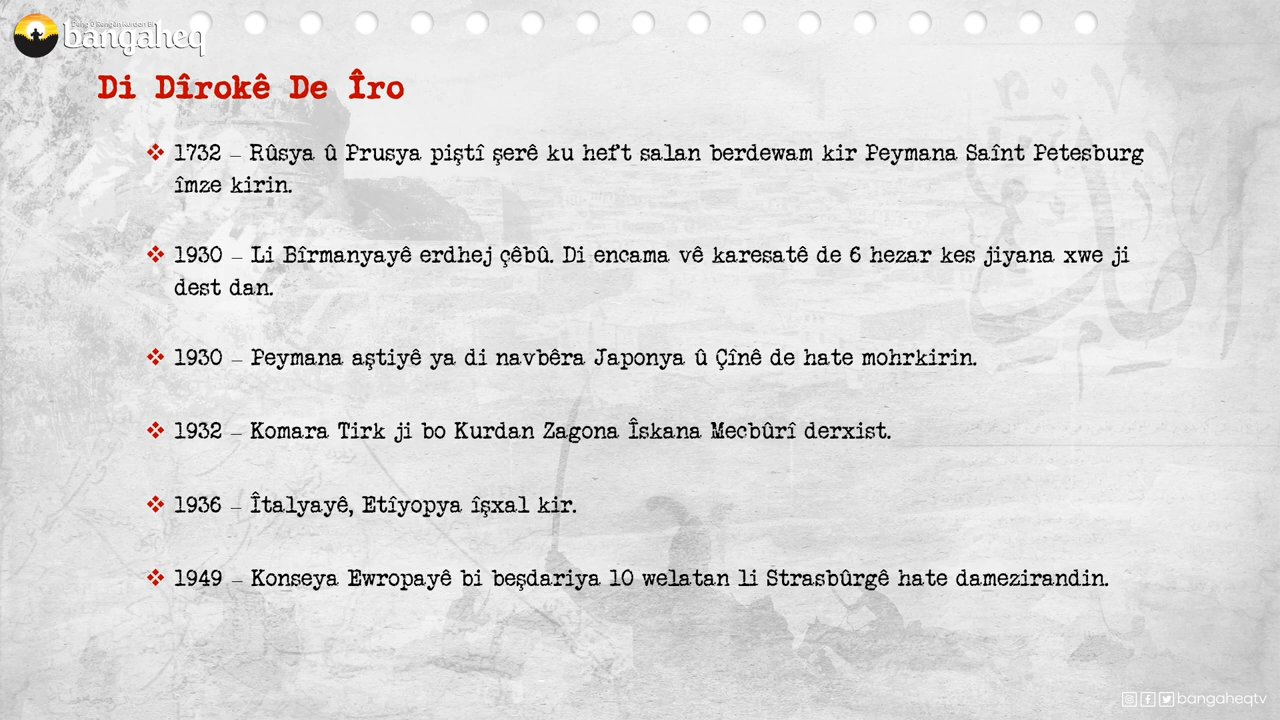 Deng û Rengên Kurdan Bi
bangaheq
Di Dîrokê De Îro
❖ 1732 – Rûsya û Prusya piştî şerê ku heft salan berdewam kir Peymana Saînt Petesburg
îmze kirin.
❖ 1930 – Li Bîrmanyayê erdhej çêbû. Di encama vê karesatê de 6 hezar kes jiyana xwe ji
dest dan.
❖ 1930 – Peymana aştiyê ya di navbêra Japonya û Çînê de hate mohrkirin.
❖ 1932 – Komara Tirk ji bo Kurdan Zagona Îskana Mecbûrî derxist.
❖ 1936 – Îtalyayê, Etîyopya îşxal kir.
❖ 1949 – Konseya Ewropayê bi beşdariya 10 welatan li Strasbûrgê hate damezirandin.
bangaheqtv